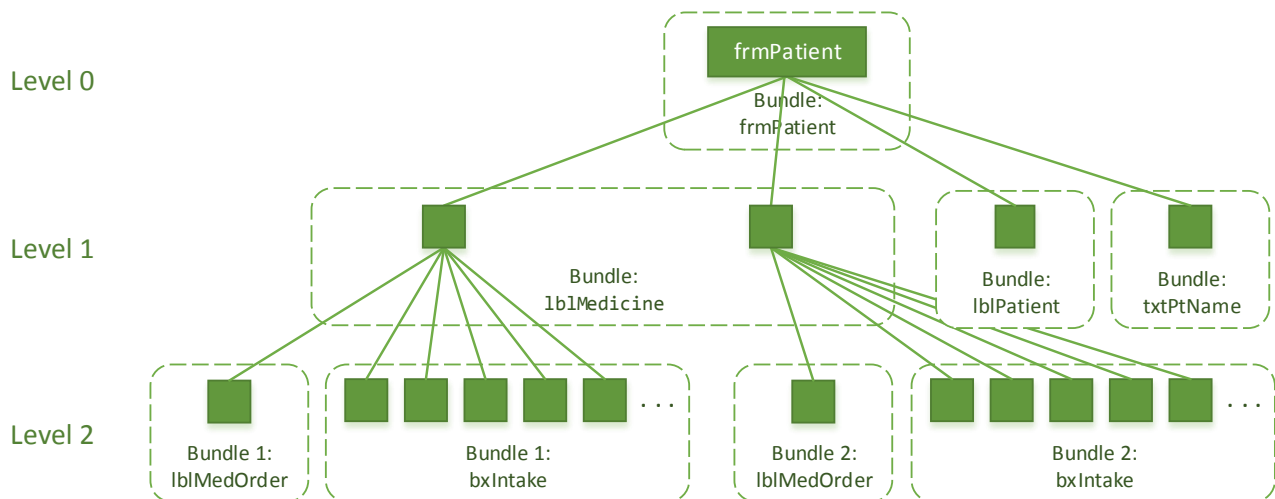 Level 0
frmPatient
Bundle:
frmPatient
Level 1
Bundle:
lblMedicine
Bundle:
lblPatient
Bundle:
txtPtName
Level 2
Bundle 1:
lblMedOrder
. . .
Bundle 1:
bxIntake
Bundle 2:
lblMedOrder
. . .
Bundle 2:
bxIntake